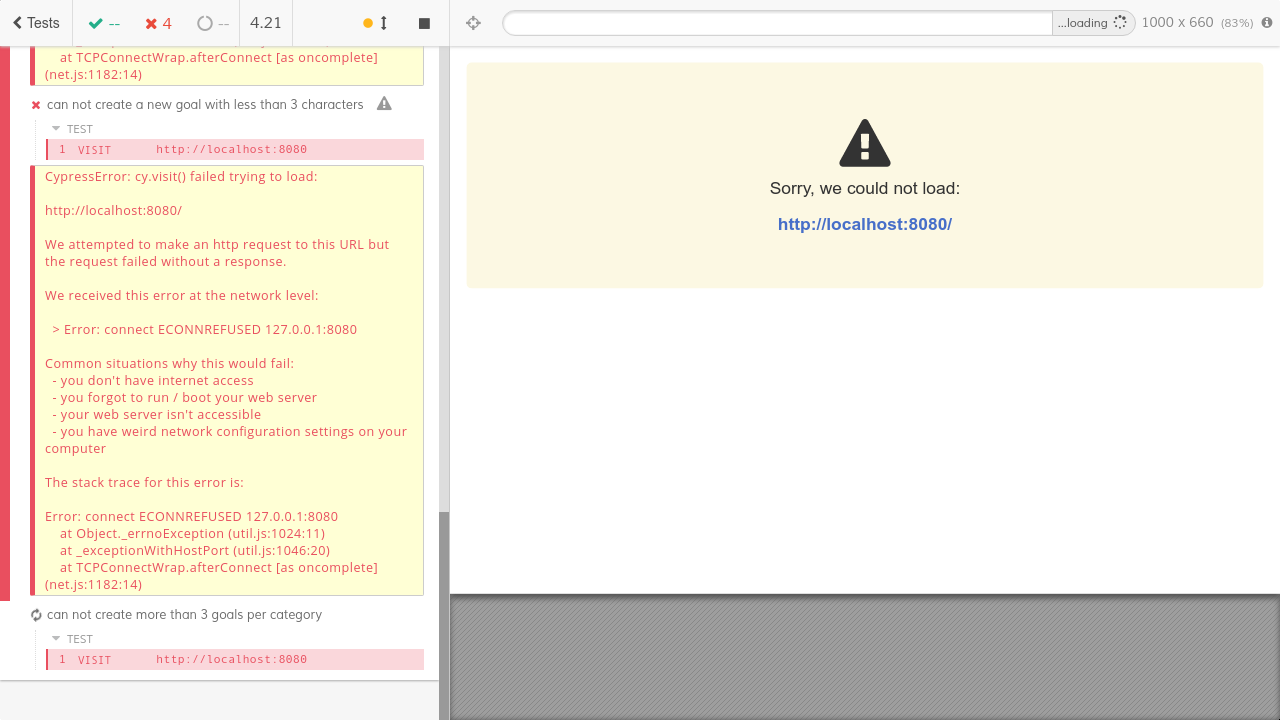 Tests
--
4
--
4.21
...loading
1000 x 660 (83%)
at TCPConnectWrap.afterConnect [as oncomplete]
(net.js:1182:14)
can not create a new goal with less than 3 characters
TEST
1 VISIT http://localhost:8080
CypressError: cy.visit() failed trying to load:
http://localhost:8080/
We attempted to make an http request to this URL but
the request failed without a response.
We received this error at the network level:
> Error: connect ECONNREFUSED 127.0.0.1:8080
Common situations why this would fail:
- you don't have internet access
- you forgot to run / boot your web server
- your web server isn't accessible
- you have weird network configuration settings on your
computer
The stack trace for this error is:
Error: connect ECONNREFUSED 127.0.0.1:8080
at Object._errnoException (util.js:1024:11)
at _exceptionWithHostPort (util.js:1046:20)
at TCPConnectWrap.afterConnect [as oncomplete]
(net.js:1182:14)
can not create more than 3 goals per category
TEST
1 VISIT http://localhost:8080
Sorry, we could not load:
http://localhost:8080/